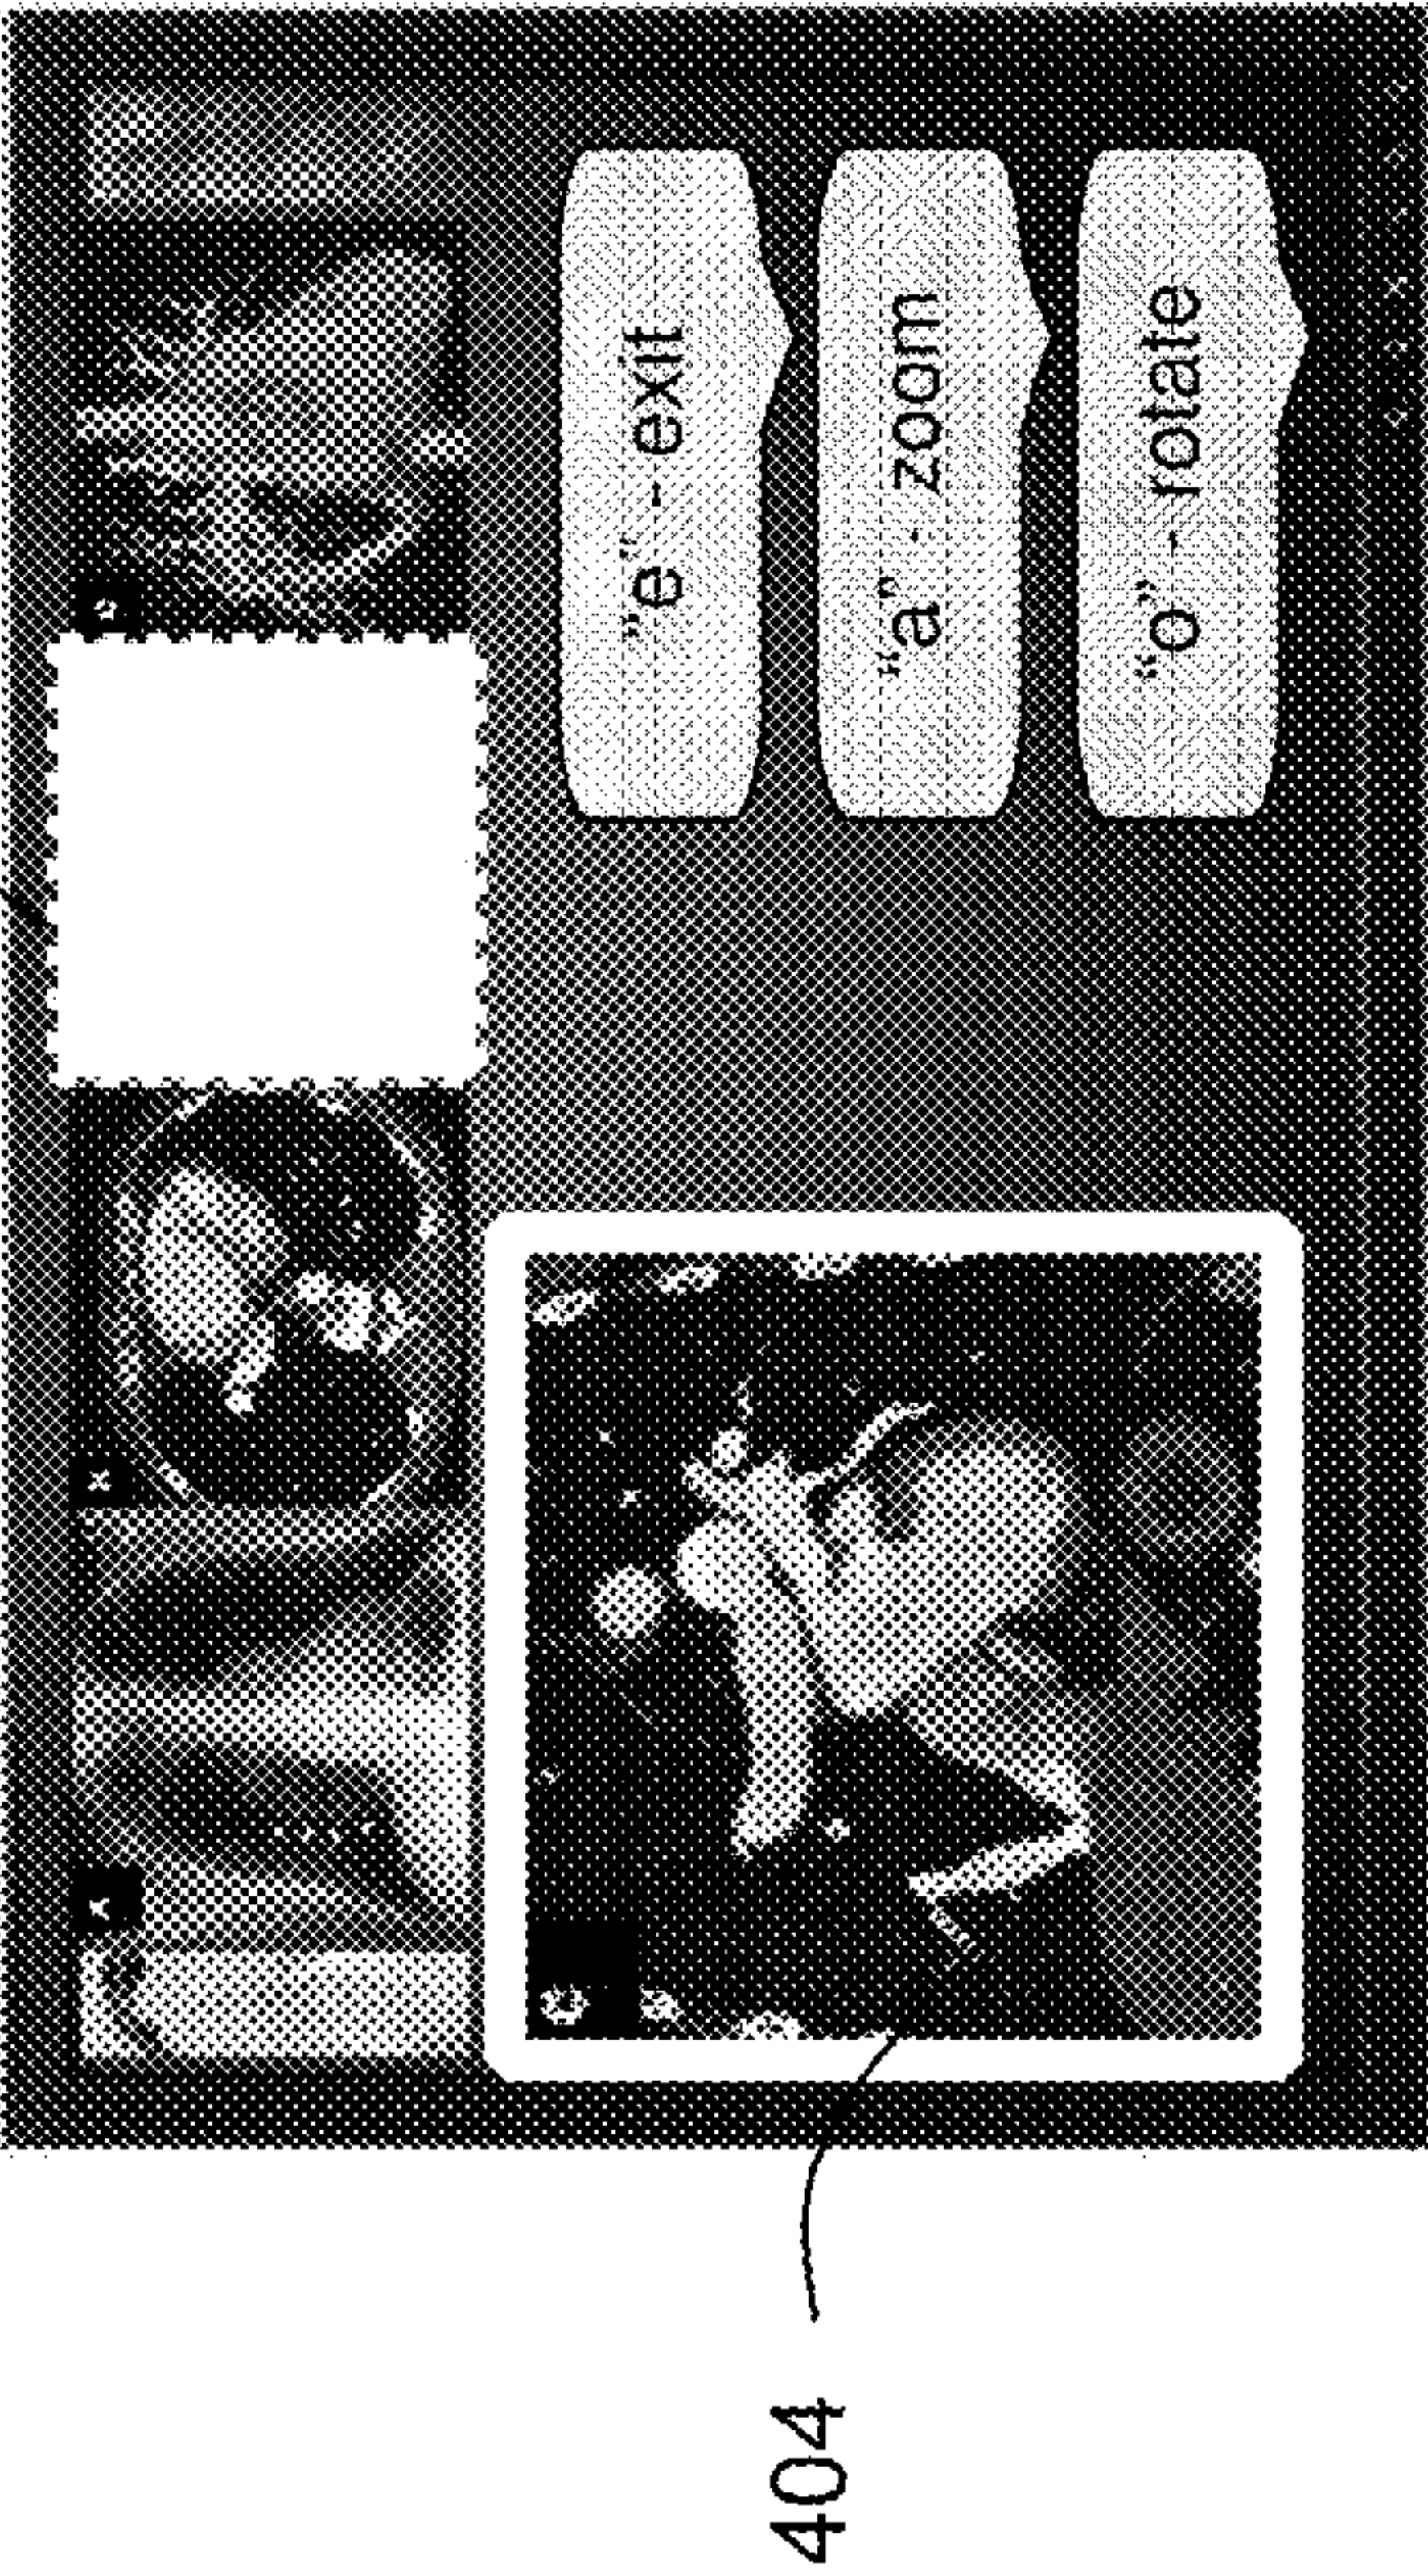 "e" - exit
"a" - zoom
"o" - rotate
404